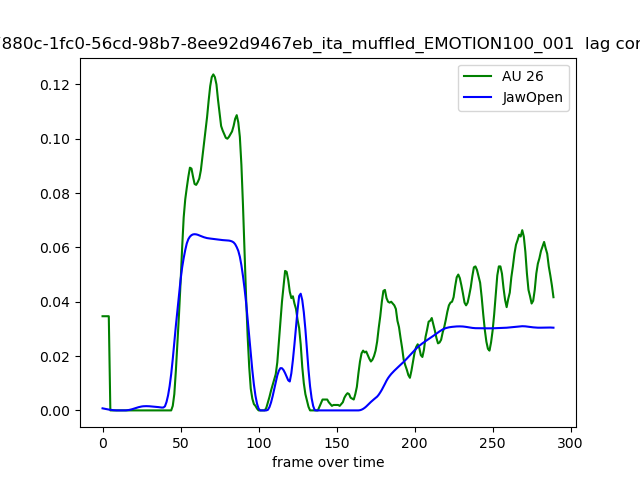 880c-1fc0-56cd-98b7-8ee92d9467eb_ita_muffled_EMOTION100_001 lag cor
AU 26
JawOpen
0.12
0.10
0.08
0.06
0.04
0.02
0.00
0 50 100 150 200 250 300
frame over time